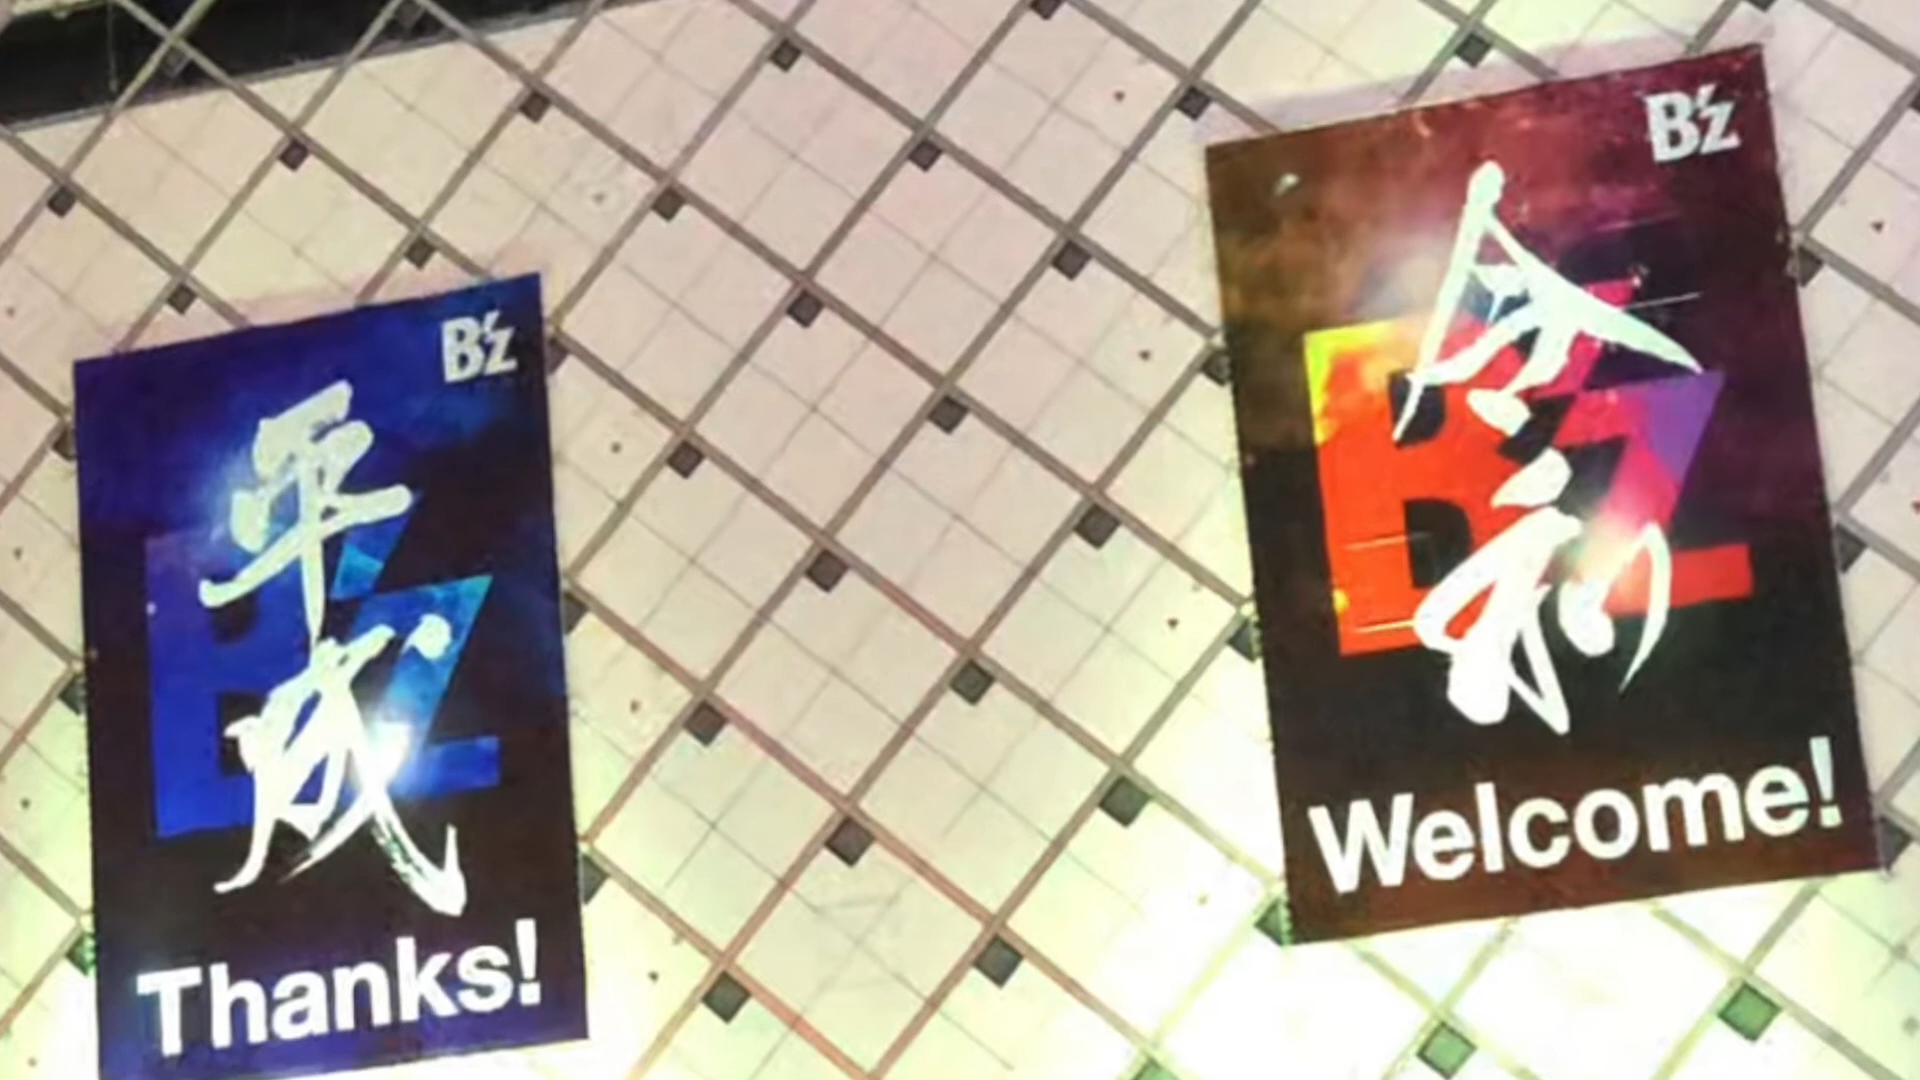 B'z
平成
Thanks!
B'z
令和
Welcome!